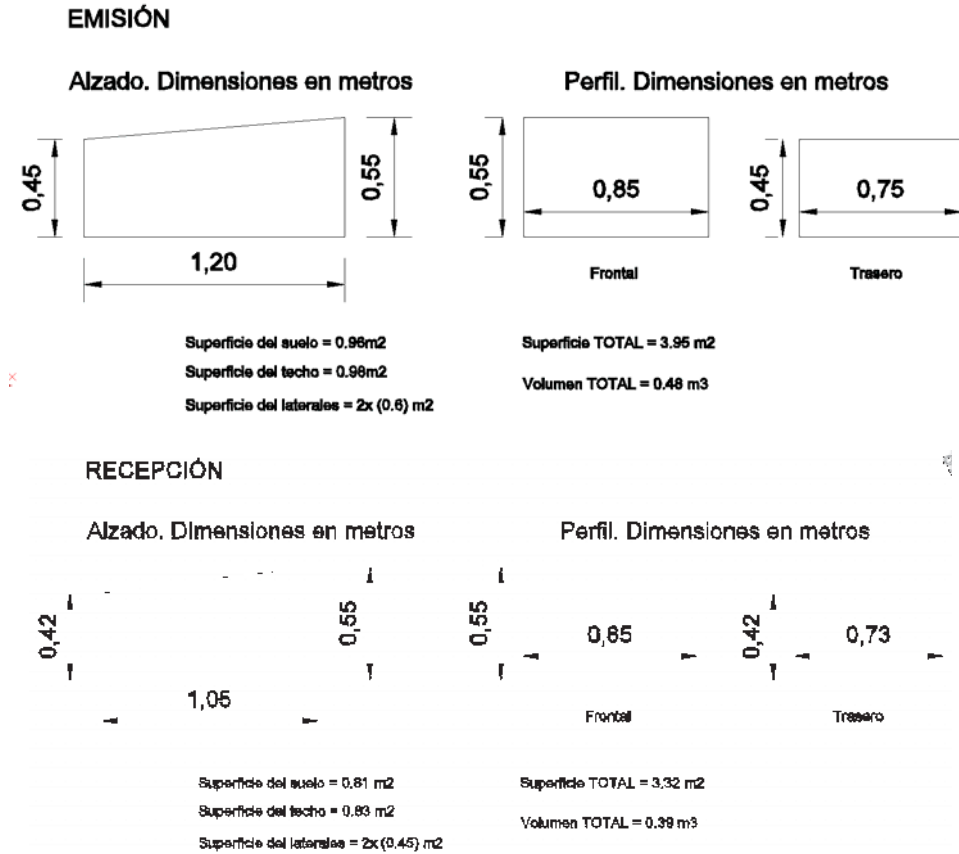 EMISIÓN
Alzado. Dimensiones en metros
Perfil. Dimensiones en metros
0,45
0,55
1,20
0,55
0,85
Frontal
0,45
0,75
Trasero
Superficie del suelo = 0.96m2
Superficie del techo = 0.98m2
Superficie del laterales = 2x (0.6) m2
Superficie TOTAL = 3.95 m2
Volumen TOTAL = 0.48 m3
RECEPCIÓN
Alzado. Dimensiones en metros
Perfil. Dimensiones en metros
0,42
0,55
1,05
0,55
0,85
Frontal
0,42
0,73
Trasero
Superficie del suelo = 0,81 m2
Superficie del techo = 0,83 m2
Superficie del laterales = 2x (0,45) m2
Superficie TOTAL = 3,32 m2
Volumen TOTAL = 0.39 m3